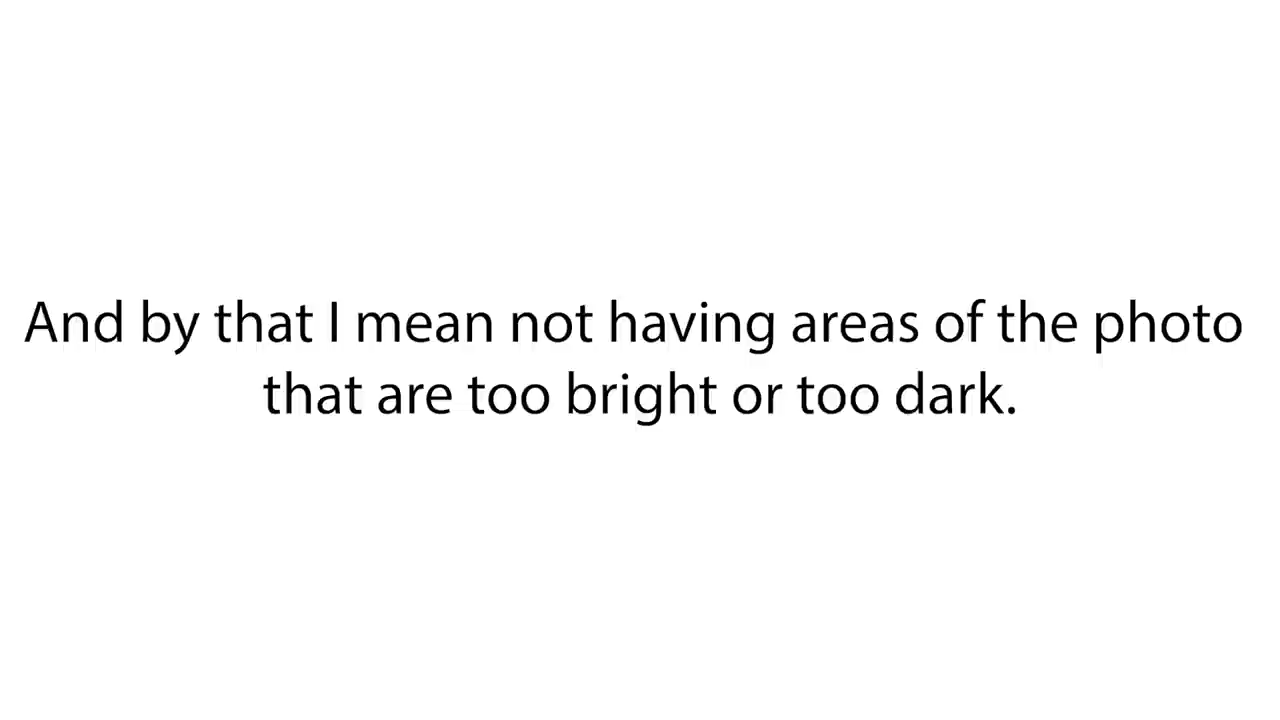 And by that I mean not having areas of the photo
that are too bright or too dark.